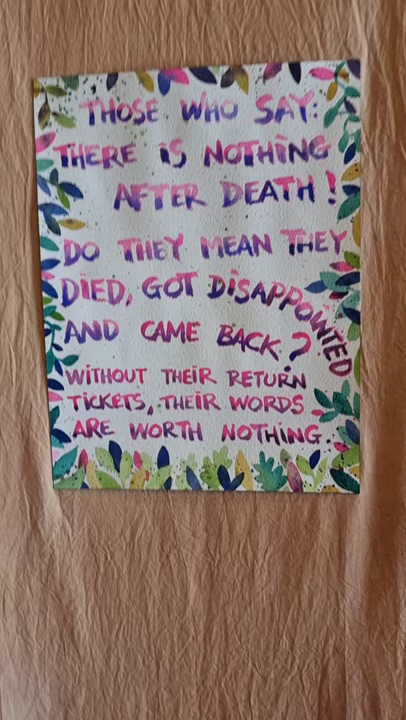 THOSE WHO SAY:
THERE IS NOTHING
AFTER DEATH!
DO THEY MEAN THEY
DIED, GOT DISAPPOINTED
AND CAME BACK?
WITHOUT THEIR RETURN
TICKETS, THEIR WORDS
ARE WORTH NOTHING.